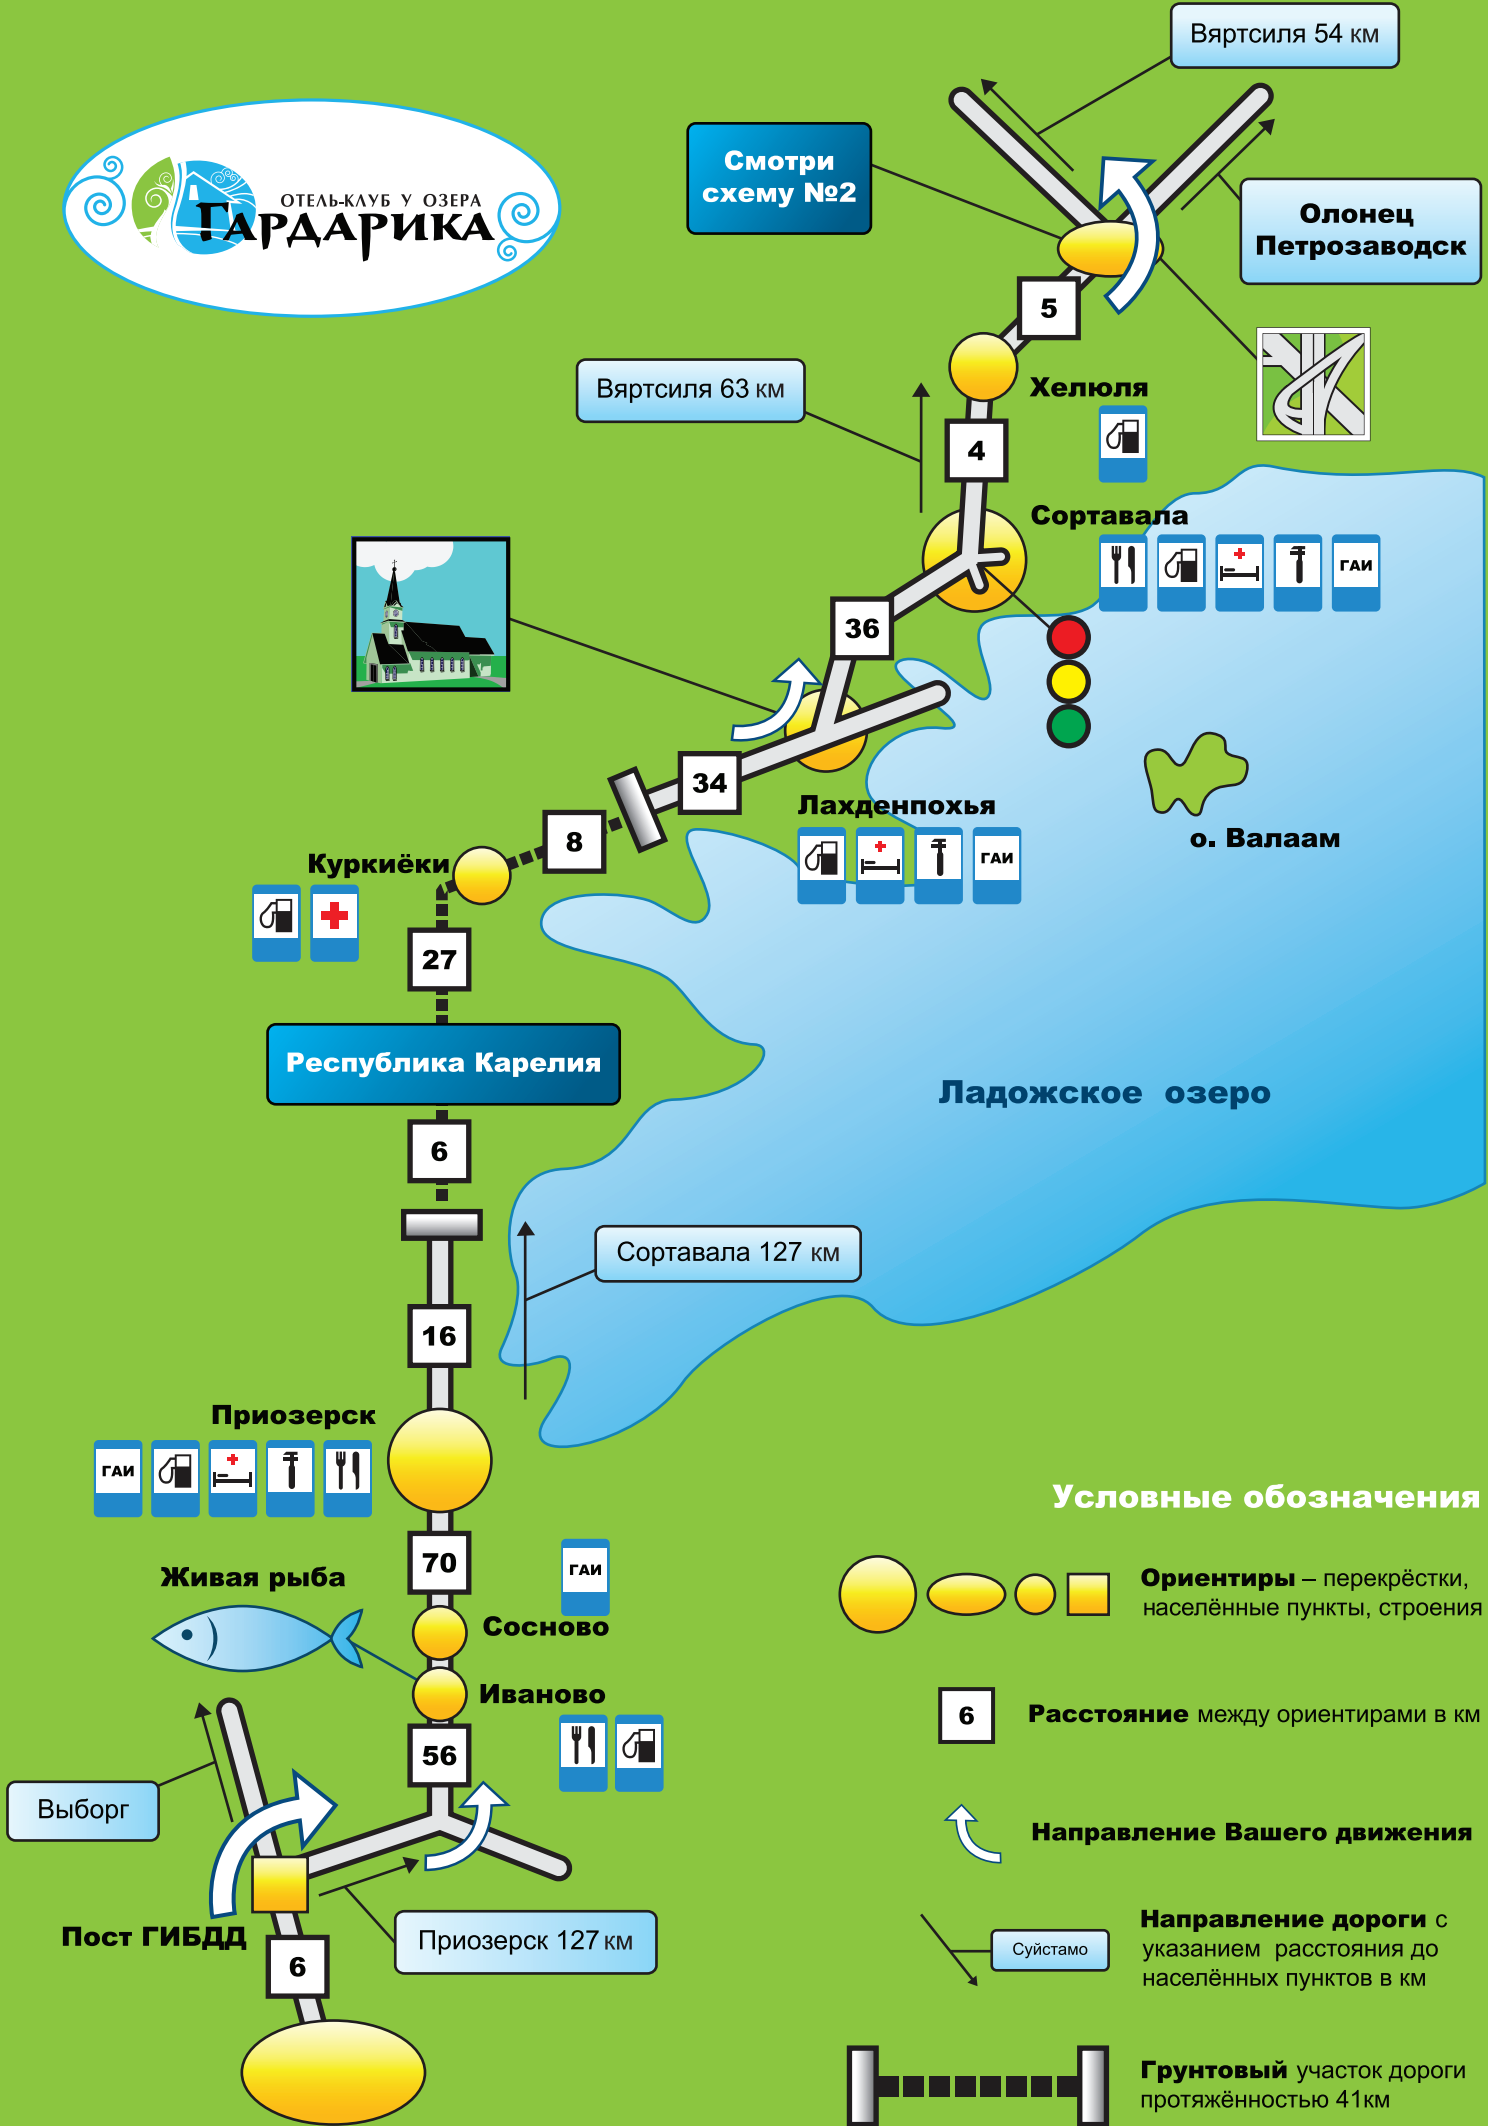 Вяртсиля 54 км
Смотри
схему №2
ОТЕЛЬ-КЛУБ У ОЗЕРА
ГАРДАРИКА
Олонец
Петрозаводск
5
Вяртсиля 63 км
Хелюля
4
Сортавала
ГАИ
36
34
Лахденпохья
ГАИ
8
о. Валаам
Куркиёки
27
Республика Карелия
Ладожское озеро
6
Сортавала 127 км
16
Приозерск
ГАИ
70
ГАИ
Живая рыба
Сосново
Иваново
56
Выборг
Пост ГИБДД
Приозерск 127 км
6
Условные обозначения
Ориентиры – перекрёстки,
населённые пункты, строения
6
Расстояние между ориентирами в км
Направление Вашего движения
Суйстамо
Направление дороги с
указанием расстояния до
населённых пунктов в км
Грунтовый участок дороги
протяжённостью 41км